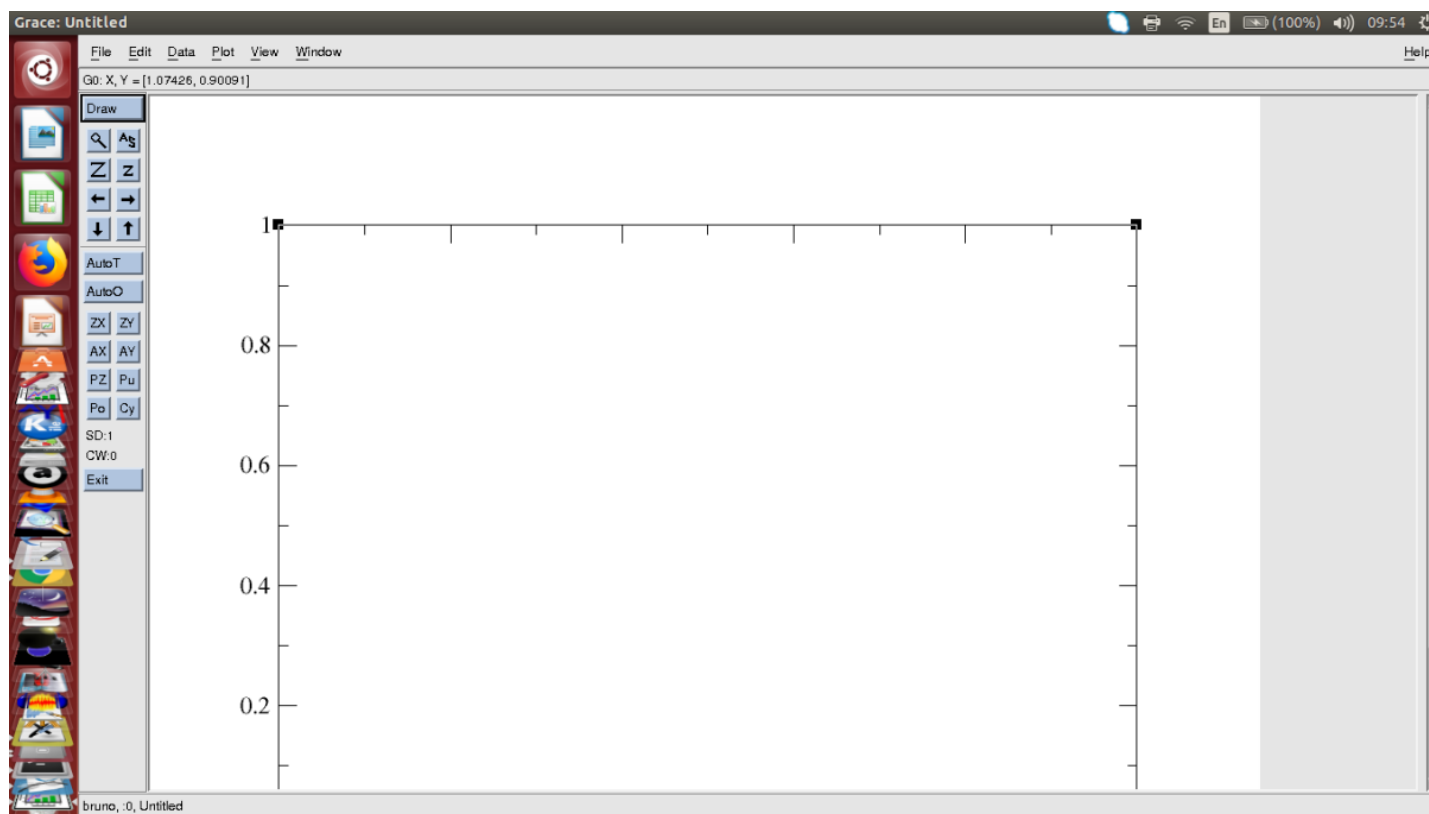 Grace: Untitled
En (100%) 09:54
File Edit Data Plot View Window Help
G0: X, Y = [1.07426, 0.90091]
Draw
AS
Z z
AutoT
AutoO
ZX ZY
AX AY
PZ Pu
Po Cy
SD:1
CW:0
Exit
1
0.8
0.6
0.4
0.2
bruno, :0, Untitled